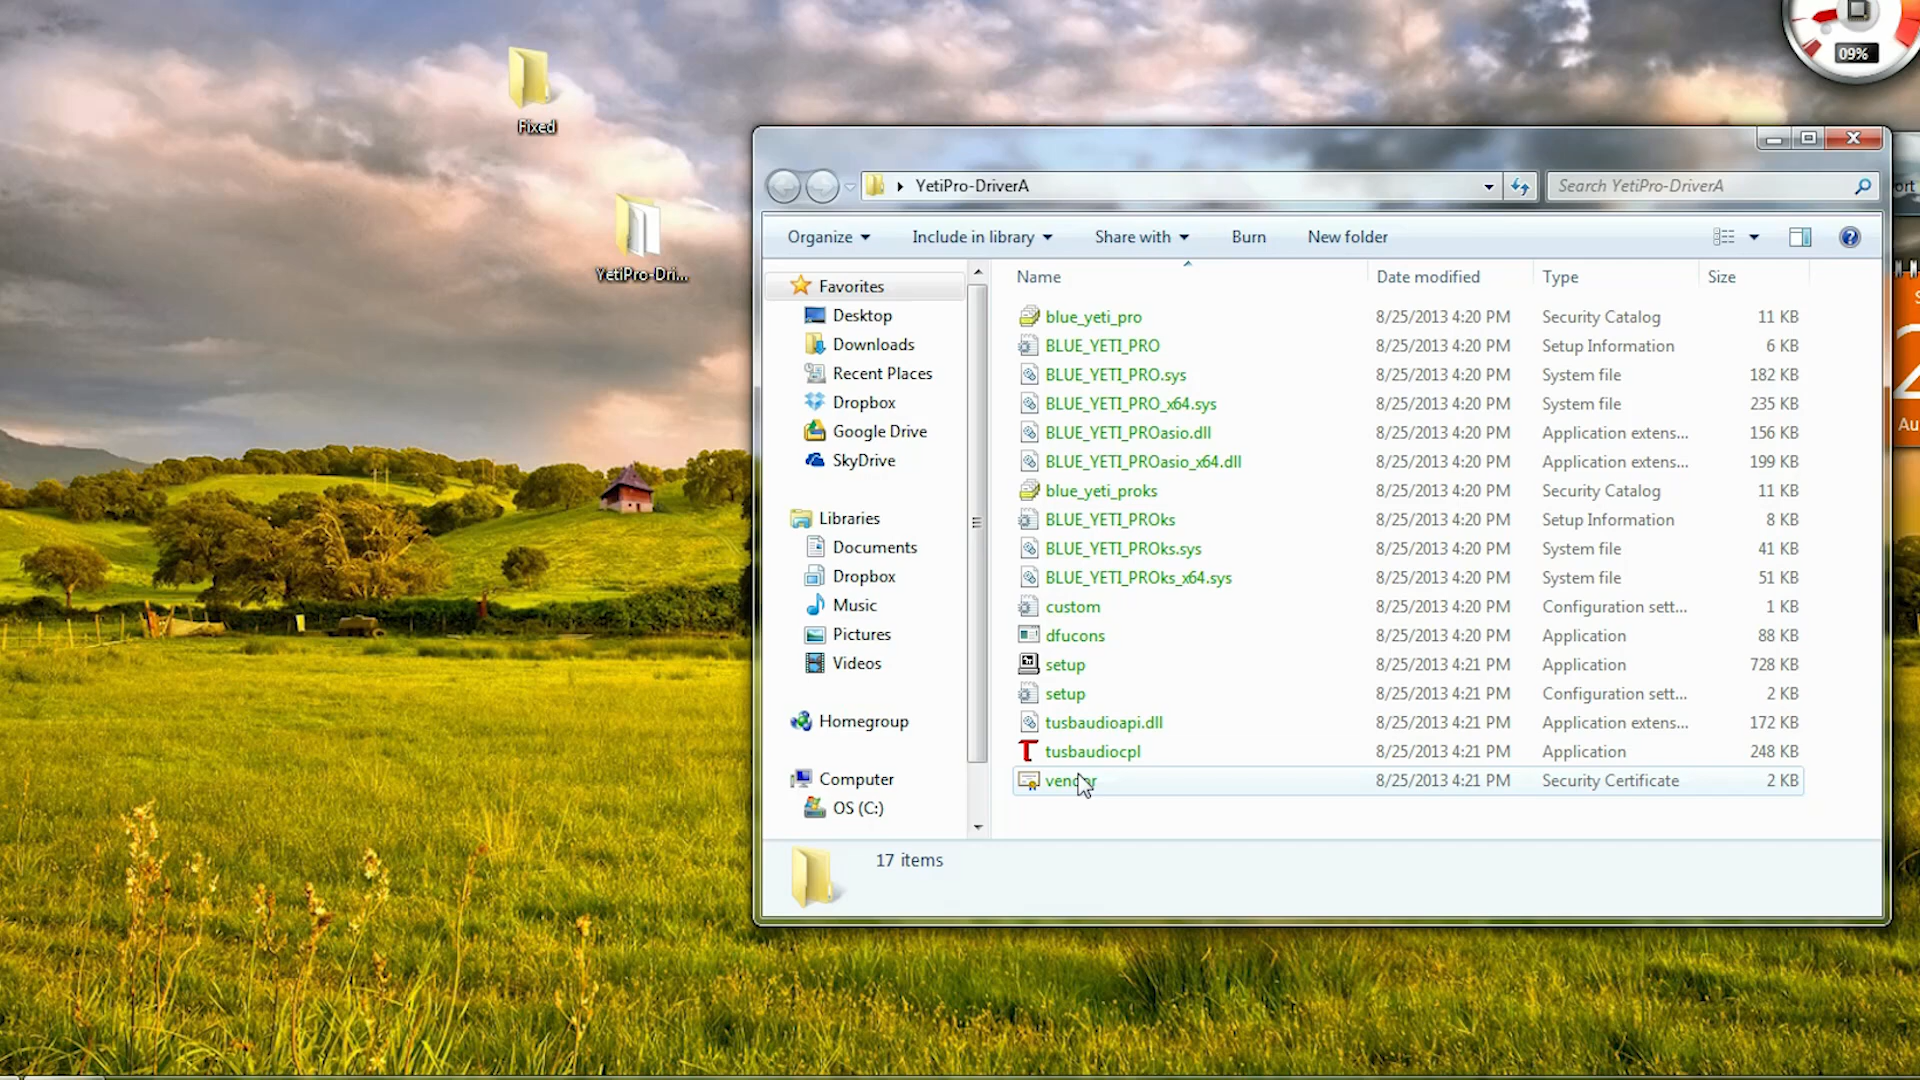 09%
Fixed
YetiPro-Dri...
YetiPro-DriverA
Search YetiPro-DriverA
Organize
Include in library
Share with
Burn
New folder
Name
Date modified
Type
Size
Favorites
Desktop
Downloads
Recent Places
Dropbox
Google Drive
SkyDrive
Libraries
Documents
Dropbox
Music
Pictures
Videos
Homegroup
Computer
OS (C:)
blue_yeti_pro 8/25/2013 4:20 PM Security Catalog 11 KB
BLUE_YETI_PRO 8/25/2013 4:20 PM Setup Information 6 KB
BLUE_YETI_PRO.sys 8/25/2013 4:20 PM System file 182 KB
BLUE_YETI_PRO_x64.sys 8/25/2013 4:20 PM System file 235 KB
BLUE_YETI_PROasio.dll 8/25/2013 4:20 PM Application extens... 156 KB
BLUE_YETI_PROasio_x64.dll 8/25/2013 4:20 PM Application extens... 199 KB
blue_yeti_proks 8/25/2013 4:20 PM Security Catalog 11 KB
BLUE_YETI_PROks 8/25/2013 4:20 PM Setup Information 8 KB
BLUE_YETI_PROks.sys 8/25/2013 4:20 PM System file 41 KB
BLUE_YETI_PROks_x64.sys 8/25/2013 4:20 PM System file 51 KB
custom 8/25/2013 4:20 PM Configuration sett... 1 KB
dfucons 8/25/2013 4:20 PM Application 88 KB
setup 8/25/2013 4:21 PM Application 728 KB
setup 8/25/2013 4:21 PM Configuration sett... 2 KB
tusbaudioapi.dll 8/25/2013 4:21 PM Application extens... 172 KB
tusbaudiocpl 8/25/2013 4:21 PM Application 248 KB
vendor 8/25/2013 4:21 PM Security Certificate 2 KB
17 items
ort
Au